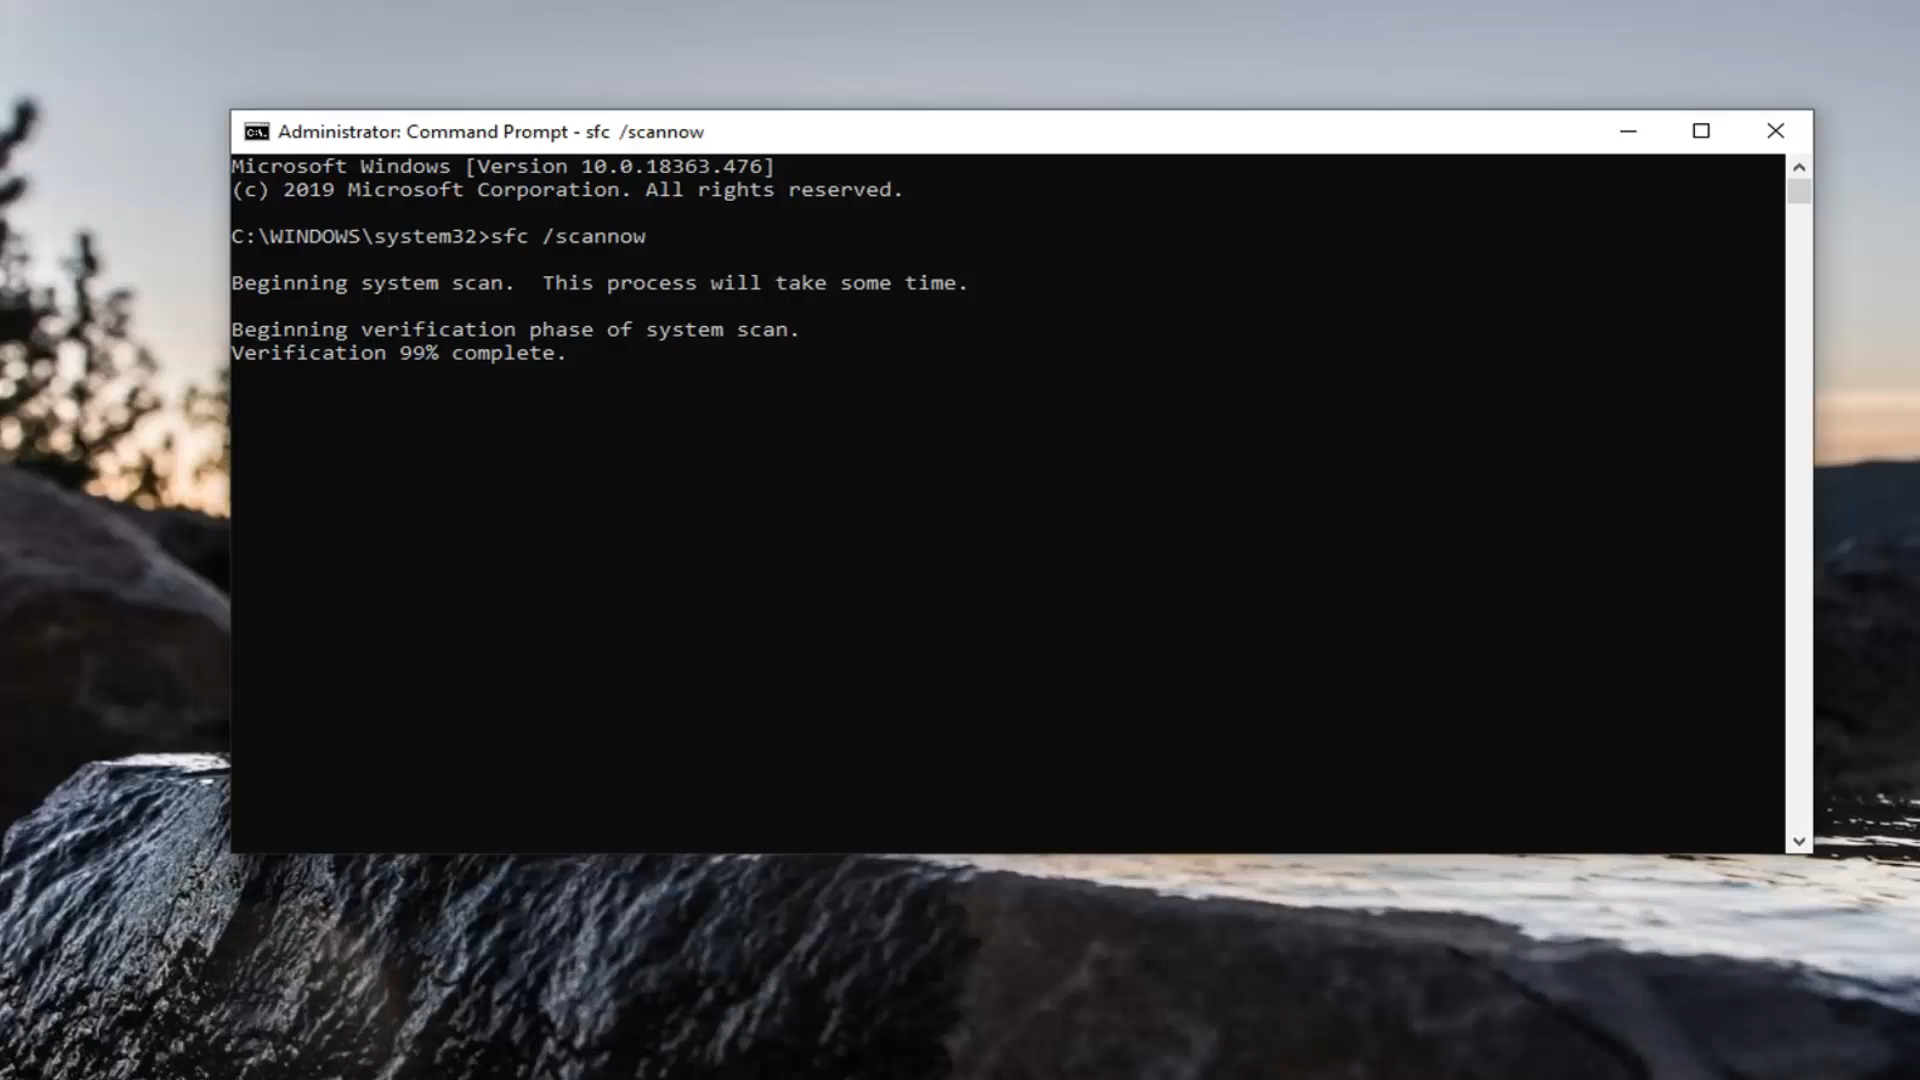 Administrator: Command Prompt - sfc  /scannow
Microsoft Windows [Version 10.0.18363.476]
(c) 2019 Microsoft Corporation. All rights reserved.
C:\WINDOWS\system32>sfc /scannow
Beginning system scan.  This process will take some time.
Beginning verification phase of system scan.
Verification 99% complete.